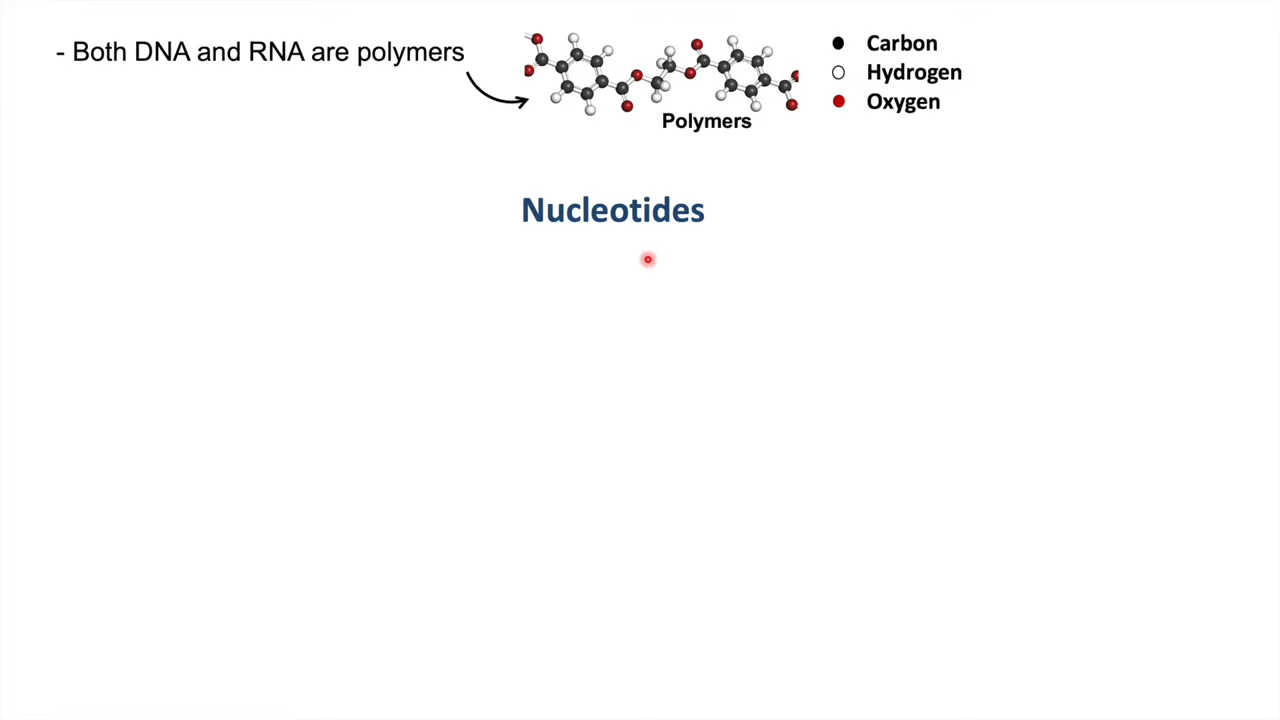 - Both DNA and RNA are polymers
Carbon
Hydrogen
Oxygen
Polymers
Nucleotides